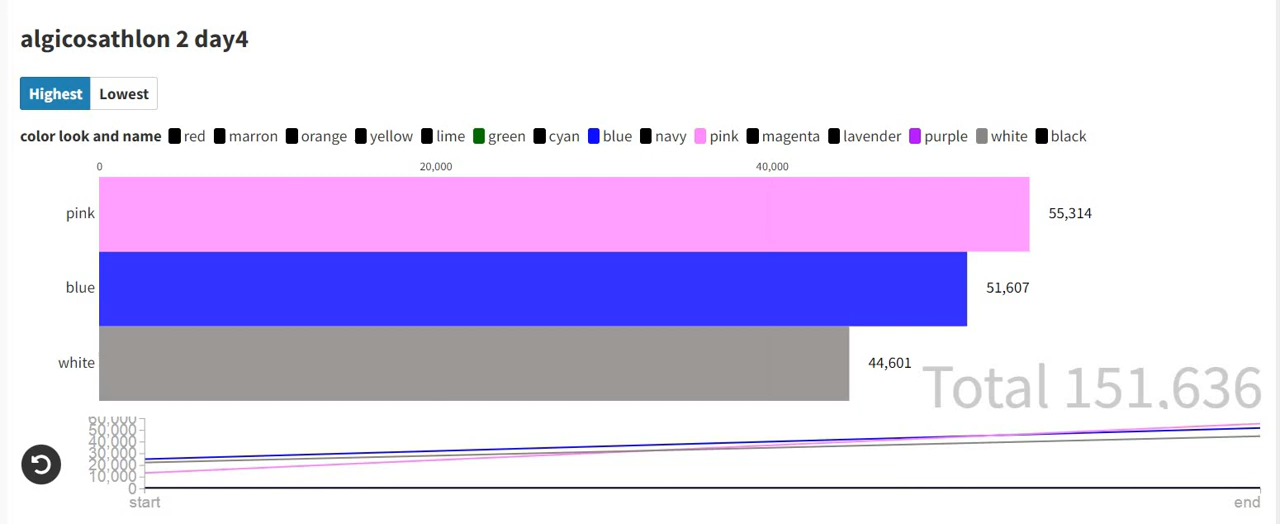 algicosathlon 2 day4
Highest Lowest
color look and name red marron orange yellow lime green cyan blue navy pink magenta lavender purple white black
0 20,000 40,000
pink 55,314
blue 51,607
white 44,601
Total 151,636
60,000
50,000
40,000
30,000
20,000
10,000
0
start end